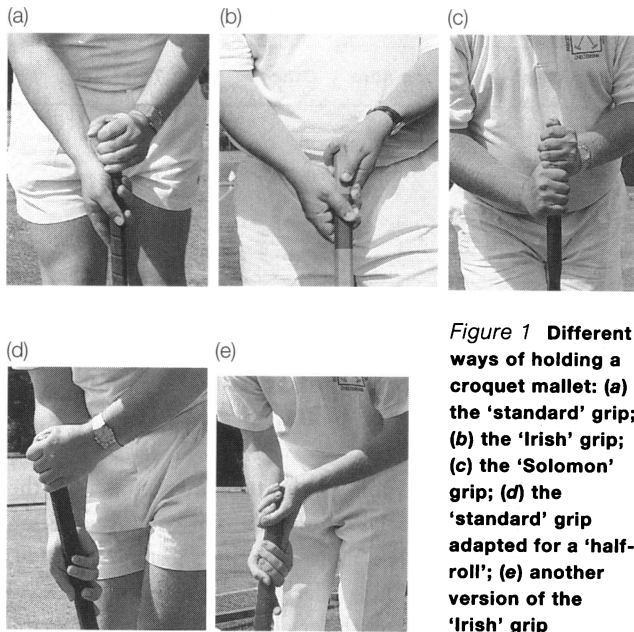 (a)
(b)
(c)
(d)
(e)
Figure 1 Different
ways of holding a
croquet mallet: (a)
the ‘standard’ grip;
(b) the ‘Irish’ grip;
(c) the ‘Solomon’
grip; (d) the
‘standard’ grip
adapted for a ‘half-
roll’; (e) another
version of the
‘Irish’ grip